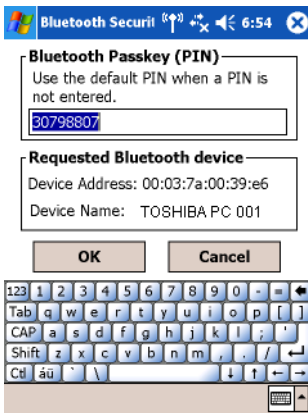 Bluetooth Securit 6:54
Bluetooth Passkey (PIN)
Use the default PIN when a PIN is
not entered.
30798807
Requested Bluetooth device
Device Address: 00:03:7a:00:39:e6
Device Name: TOSHIBA PC 001
OK Cancel
123 1 2 3 4 5 6 7 8 9 0 - =
Tab q w e r t y u i o p [ ]
CAP a s d f g h j k l ; '
Shift z x c v b n m , . /
Ctl áü ` \